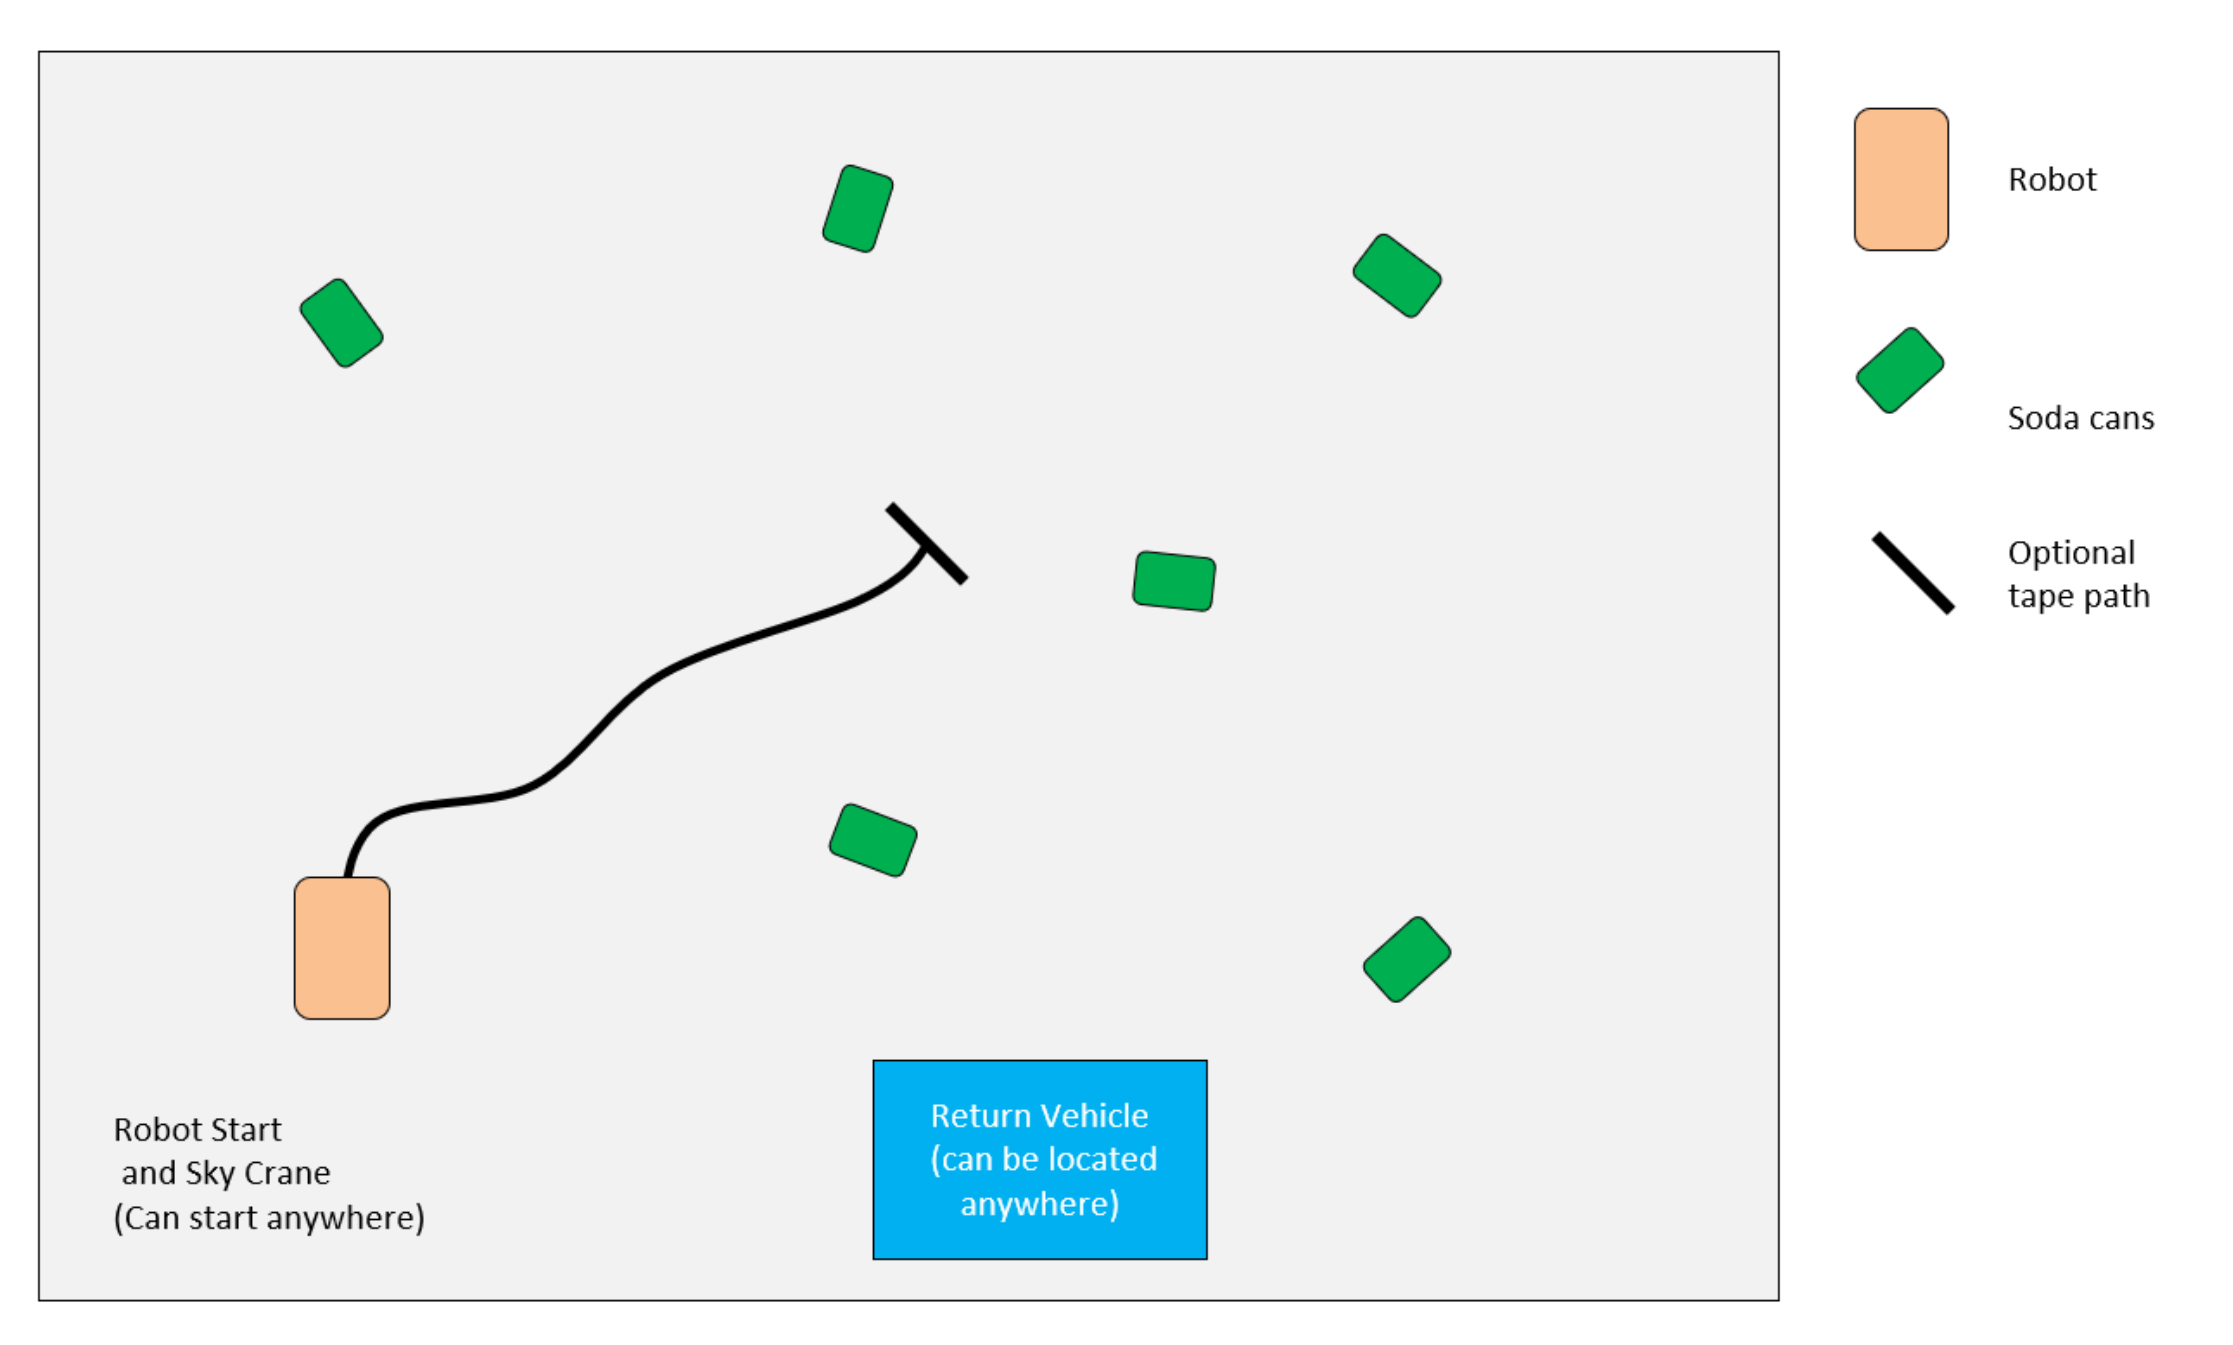 Robot
Soda cans
Optional
tape path
Robot Start
and Sky Crane
(Can start anywhere)
Return Vehicle
(can be located
anywhere)